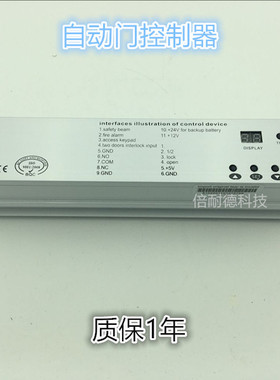 自动门控制器
interfaces illustration of control device
1.safety beam
2.fire alarm
3.access keypad
4.two doors interlock input
5.GND
6.NO
7.COM
8.NC
9.GND
10.+24V for backup battery
11.+12V
1.
2. 1/2
3. lock
4. open
5.+5V
6.GND
DISPLAY
ISO
CE
倍耐德科技
质保1年